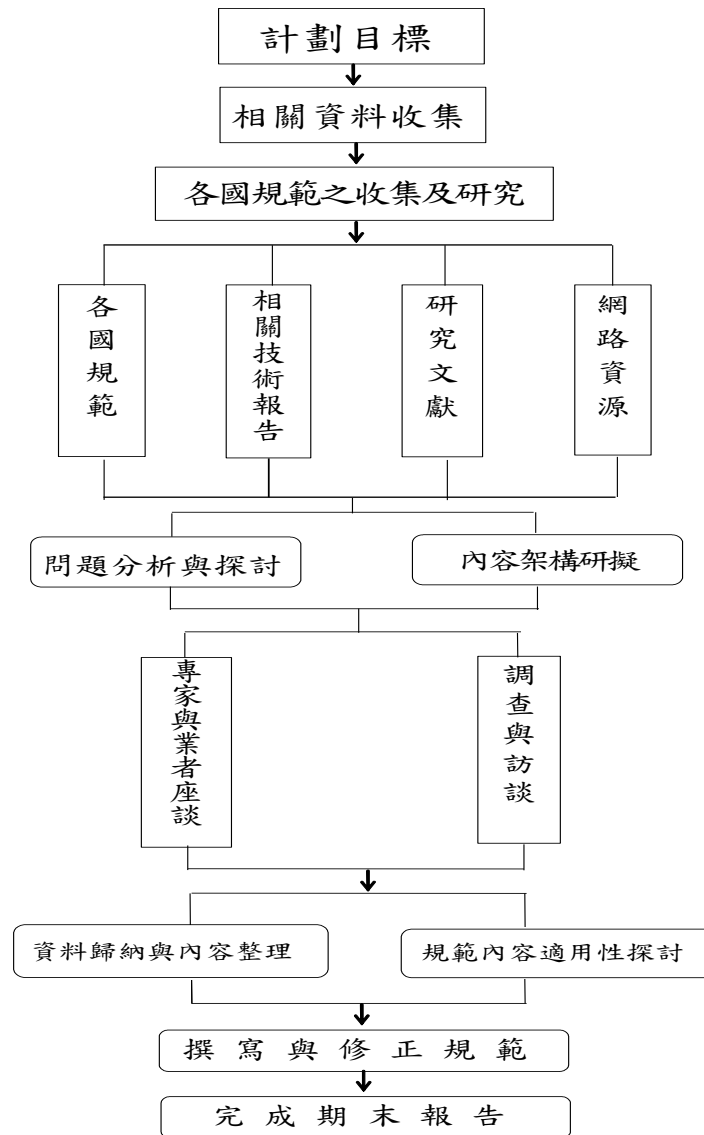 計劃目標
相關資料收集
各國規範之收集及研究
各國規範
相關技術報告
研究文獻
網路資源
問題分析與探討
內容架構研擬
專家與業者座談
調查與訪談
資料歸納與內容整理
規範內容適用性探討
撰寫與修正規範
完成期末報告